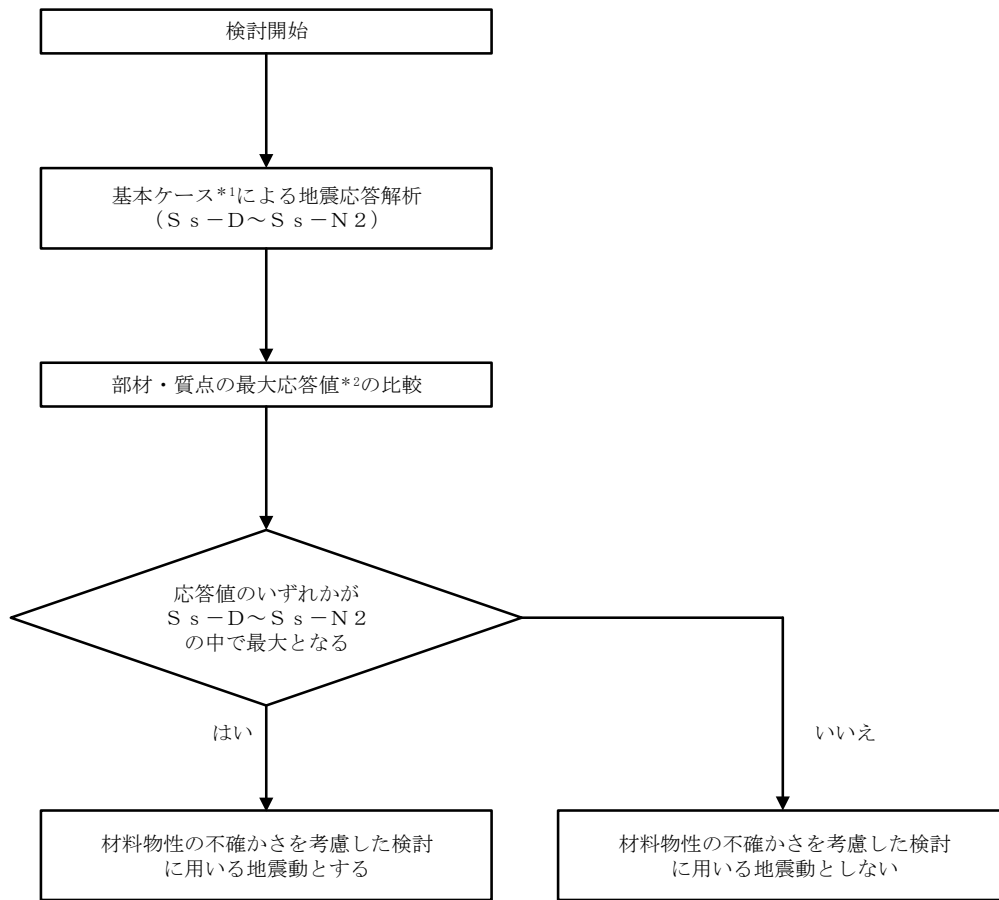 検討開始
基本ケース*1による地震応答解析
（Ｓｓ－Ｄ～Ｓｓ－Ｎ２）
部材・質点の最大応答値*2の比較
応答値のいずれかが
Ｓｓ－Ｄ～Ｓｓ－Ｎ２
の中で最大となる
はい
いいえ
材料物性の不確かさを考慮した検討
に用いる地震動とする
材料物性の不確かさを考慮した検討
に用いる地震動としない